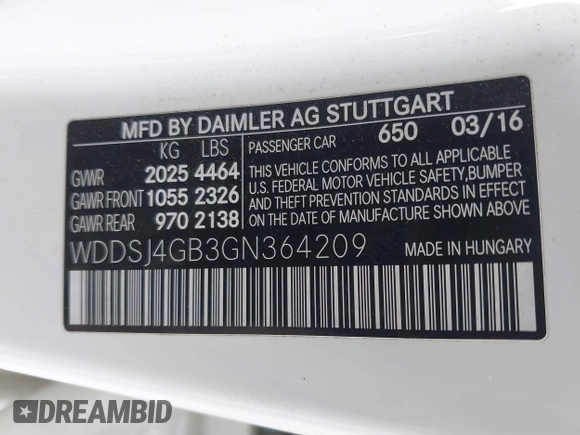 MFD BY DAIMLER AG STUTTGART
KG LBS
GVWR 2025 4464
GAWR FRONT 1055 2326
GAWR REAR 970 2138
PASSENGER CAR 650 03/16
THIS VEHICLE CONFORMS TO ALL APPLICABLE
U.S. FEDERAL MOTOR VEHICLE SAFETY, BUMPER
AND THEFT PREVENTION STANDARDS IN EFFECT
ON THE DATE OF MANUFACTURE SHOWN ABOVE.
WDDSJ4GB3GN364209 MADE IN HUNGARY
DREAMBID